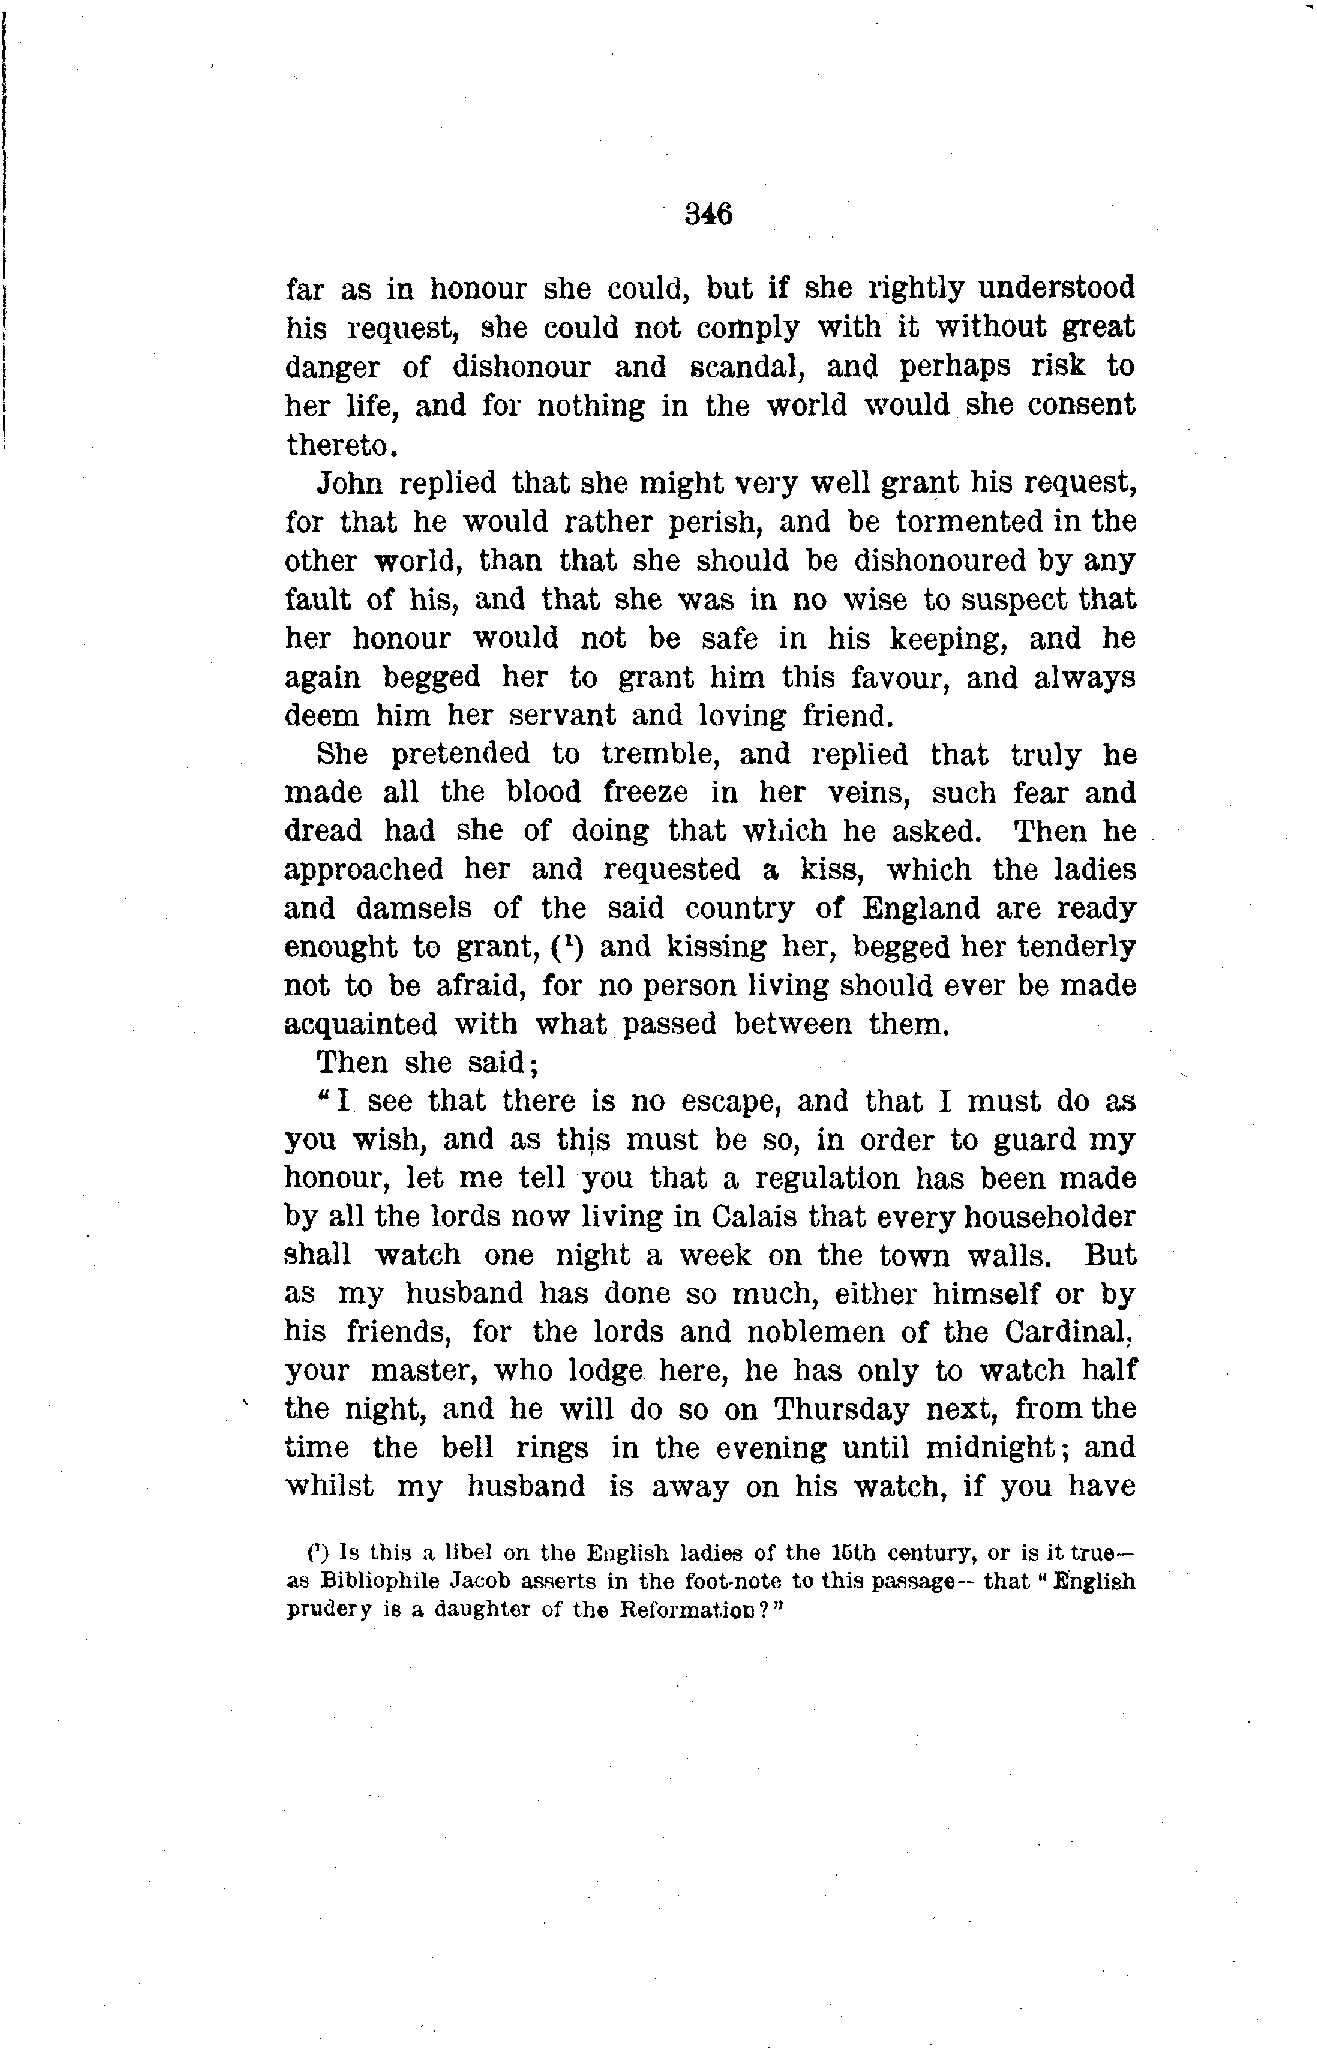 346
far as in honour she could, but if she rightly understood
his request, she could not comply with it without great
danger of dishonour and scandal, and perhaps risk to
her life, and for nothing in the world would she consent
thereto.
John replied that she might very well grant his request,
for that he would rather perish, and be tormented in the
other world, than that she should be dishonoured by any
fault of his, and that she was in no wise to suspect that
her honour would not be safe in his keeping, and he
again begged her to grant him this favour, and always
deem him her servant and loving friend.
She pretended to tremble, and replied that truly he
made all the blood freeze in her veins, such fear and
dread had she of doing that which he asked. Then he
approached her and requested a kiss, which the ladies
and damsels of the said country of England are ready
enought to grant, (¹) and kissing her, begged her tenderly
not to be afraid, for no person living should ever be made
acquainted with what passed between them.
Then she said;
"I see that there is no escape, and that I must do as
you wish, and as this must be so, in order to guard my
honour, let me tell you that a regulation has been made
by all the lords now living in Calais that every householder
shall watch one night a week on the town walls. But
as my husband has done so much, either himself or by
his friends, for the lords and noblemen of the Cardinal,
your master, who lodge here, he has only to watch half
the night, and he will do so on Thursday next, from the
time the bell rings in the evening until midnight; and
whilst my husband is away on his watch, if you have
(¹) Is this a libel on the English ladies of the 15th century, or is it true—
as Bibliophile Jacob asserts in the foot-note to this passage— that "English
prudery is a daughter of the Reformation?"